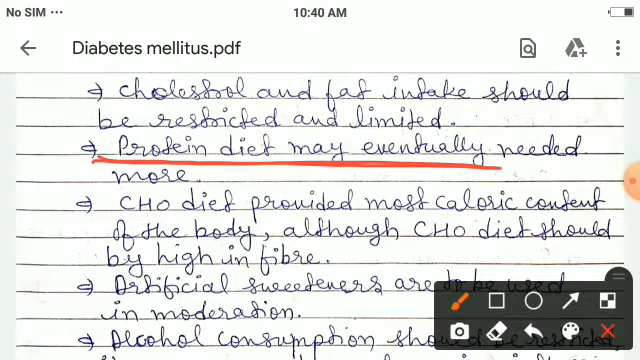 No SIM ••• 10:40 AM
Diabetes mellitus.pdf
→ Cholestrol and fat intake should
be restricted and limited.
→ Protein diet may eventually needed
more.
→ CHO diet provided most caloric content
of the body, although CHO diet should
by high in fibre.
→ Artificial sweeteners are to be used
in moderation.
→ Alcohol consumption should be restricted,